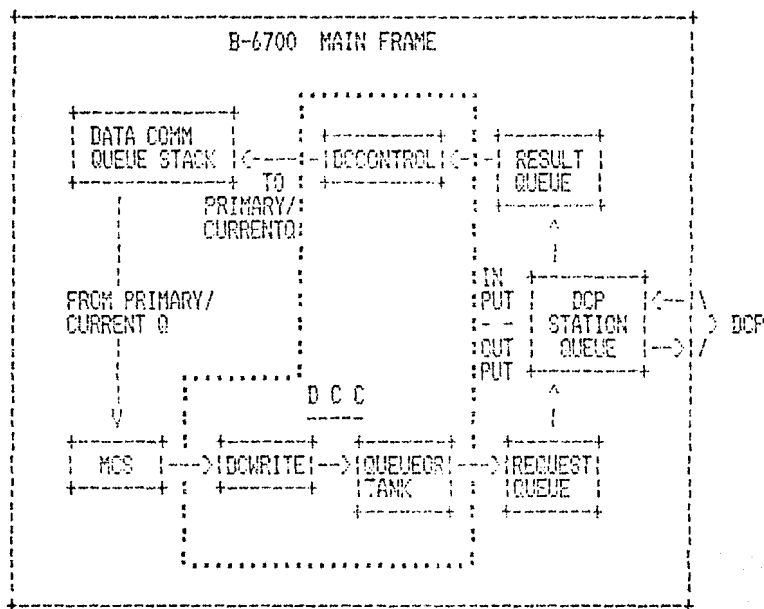 B-6700 MAIN FRAME
DATA COMM
QUEUE STACK
DCCONTROL
RESULT
QUEUE
TO
PRIMARY/
CURRENTQ
FROM PRIMARY/
CURRENT Q
IN
PUT
- -
OUT
PUT
DCP
STATION
QUEUE
DCP
D C C
MCS
DCWRITE
QUEUEOR
TANK
REQUEST
QUEUE